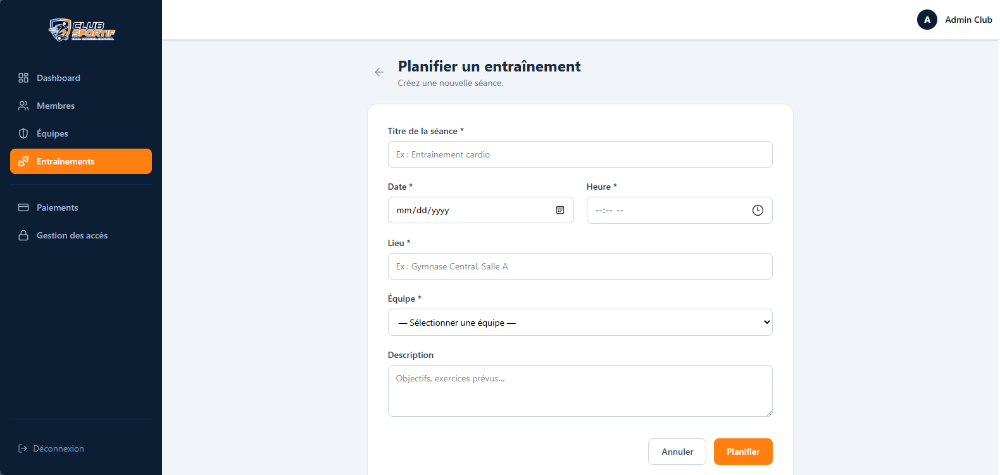 CLUB
SPORTIF
A
Admin Club
Dashboard
Membres
Équipes
Entraînements
Paiements
Gestion des accès
Déconnexion
Planifier un entraînement
Créez une nouvelle séance.
Titre de la séance *
Ex : Entraînement cardio
Date *
Heure *
mm/dd/yyyy
--:-- --
Lieu *
Ex : Gymnase Central, Salle A
Équipe *
— Sélectionner une équipe —
Description
Objectifs, exercices prévus...
Annuler
Planifier